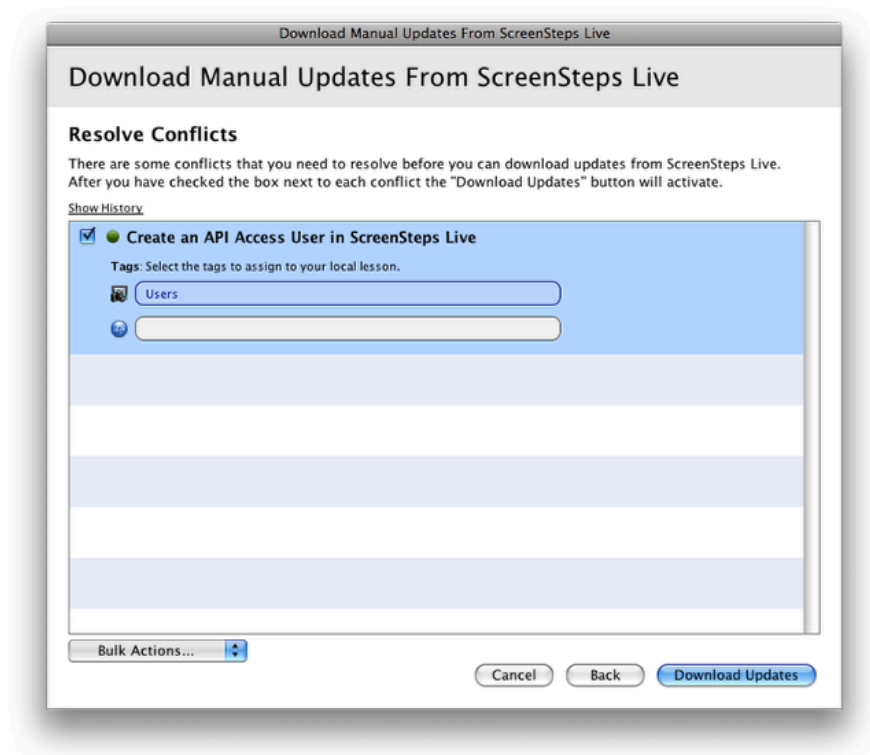 Download Manual Updates From ScreenSteps Live
Download Manual Updates From ScreenSteps Live
Resolve Conflicts
There are some conflicts that you need to resolve before you can download updates from ScreenSteps Live.
After you have checked the box next to each conflict the "Download Updates" button will activate.
Show History
Create an API Access User in ScreenSteps Live
Tags: Select the tags to assign to your local lesson.
Users
Bulk Actions...
Cancel Back Download Updates